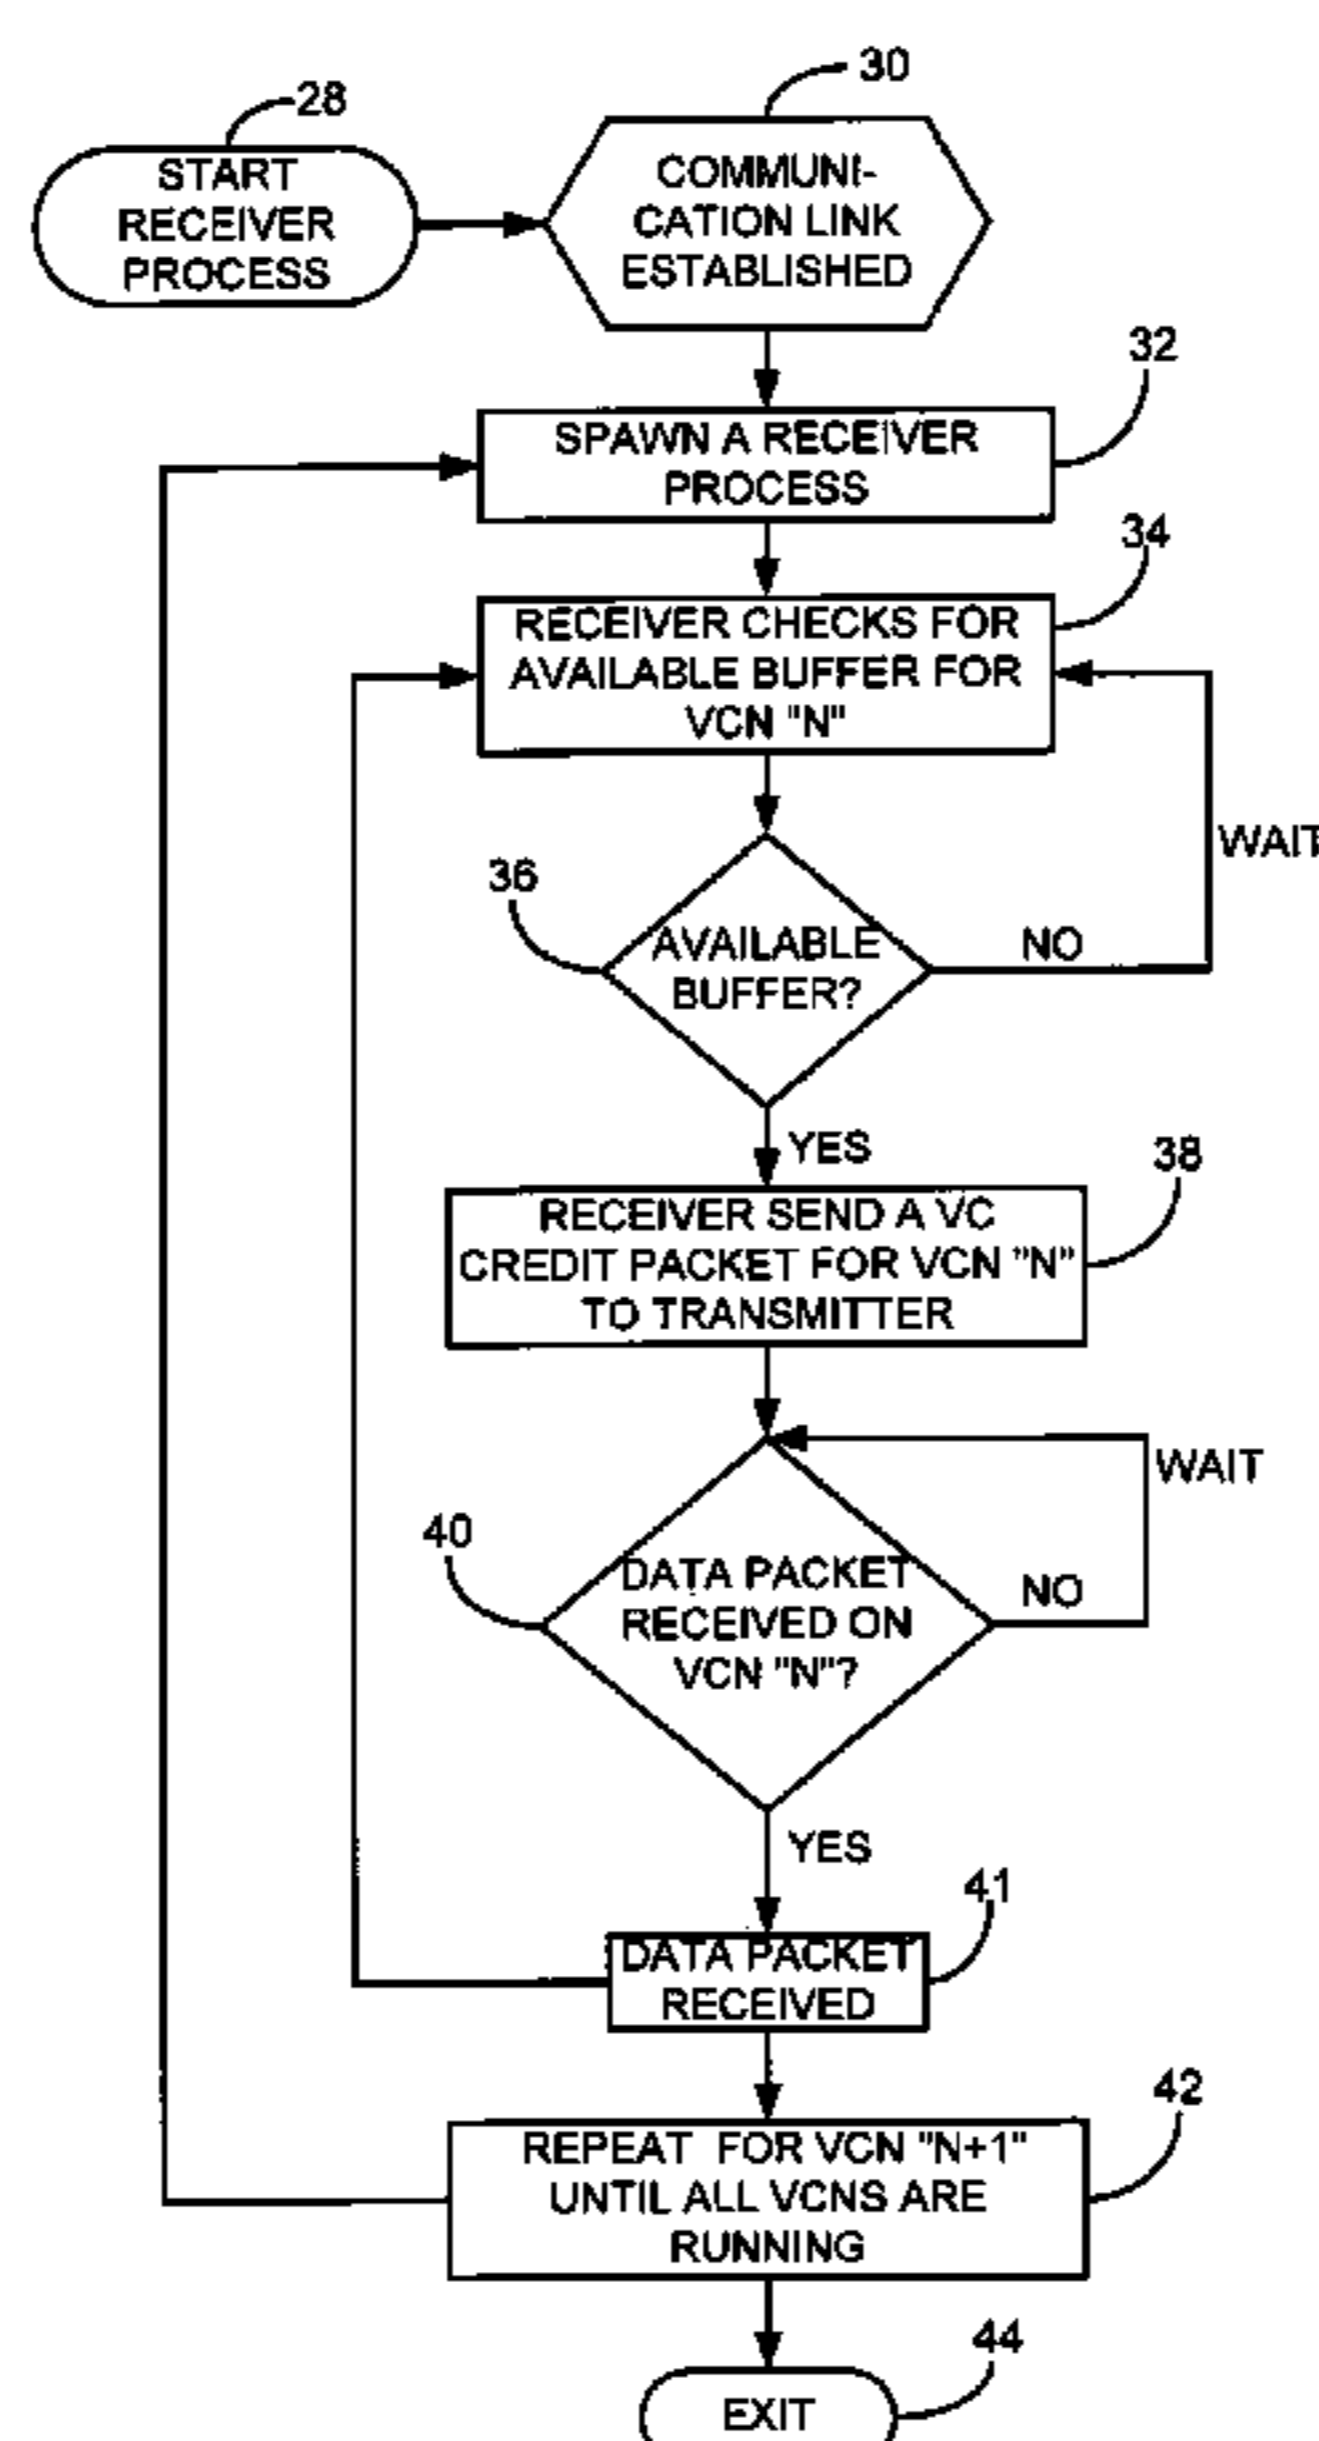 28
START
RECEIVER
PROCESS
30
COMMUNI-
CATION LINK
ESTABLISHED
32
SPAWN A RECEIVER
PROCESS
34
RECEIVER CHECKS FOR
AVAILABLE BUFFER FOR
VCN "N"
WAIT
36
AVAILABLE
BUFFER?
NO
YES
38
RECEIVER SEND A VC
CREDIT PACKET FOR VCN "N"
TO TRANSMITTER
WAIT
40
DATA PACKET
RECEIVED ON
VCN "N"?
NO
YES
41
DATA PACKET
RECEIVED
42
REPEAT FOR VCN "N+1"
UNTIL ALL VCNS ARE
RUNNING
44
EXIT